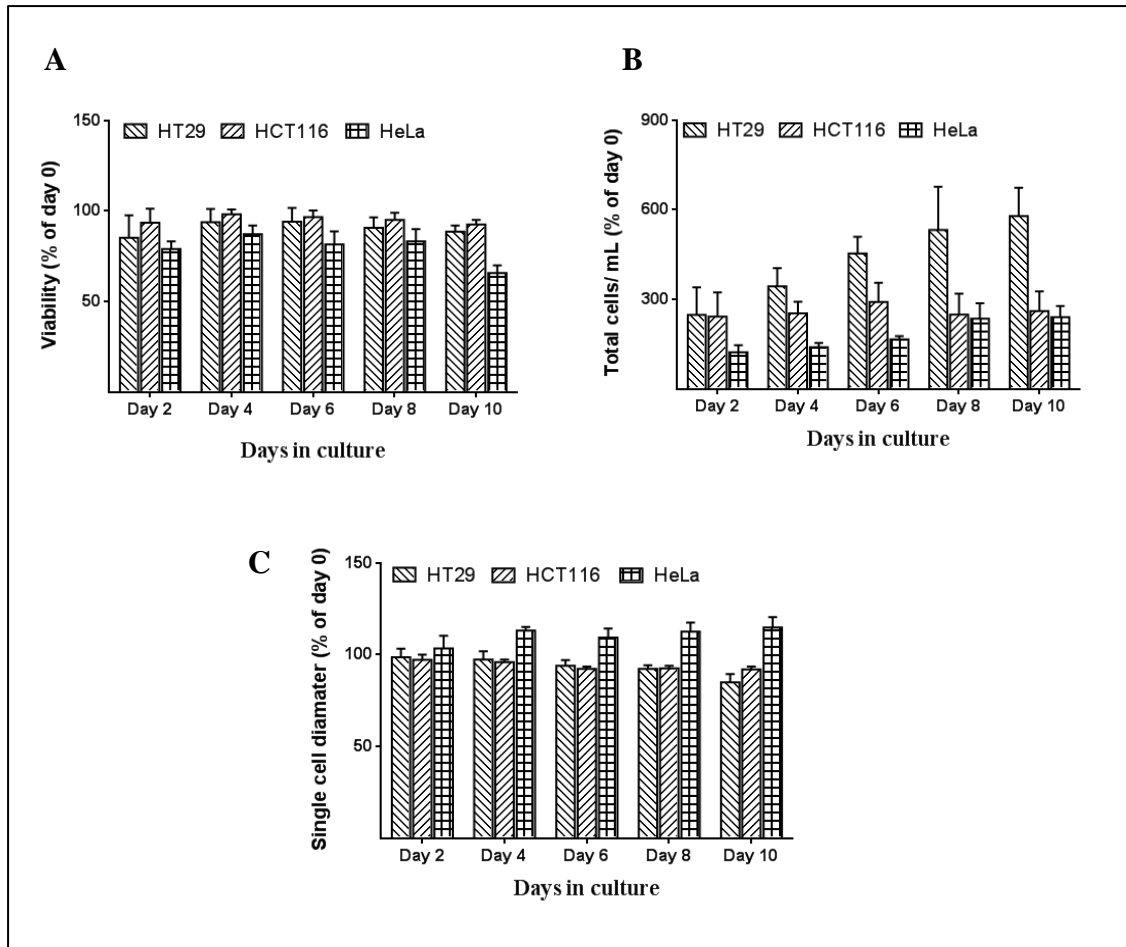 A
Viability (% of day 0)
150
100
50
HT29 HCT116 HeLa
Day 2 Day 4 Day 6 Day 8 Day 10
Days in culture
B
Total cells/ mL (% of day 0)
900
600
300
HT29 HCT116 HeLa
Day 2 Day 4 Day 6 Day 8 Day 10
Days in culture
C
Single cell diamater (% of day 0)
150
100
50
HT29 HCT116 HeLa
Day 2 Day 4 Day 6 Day 8 Day 10
Days in culture